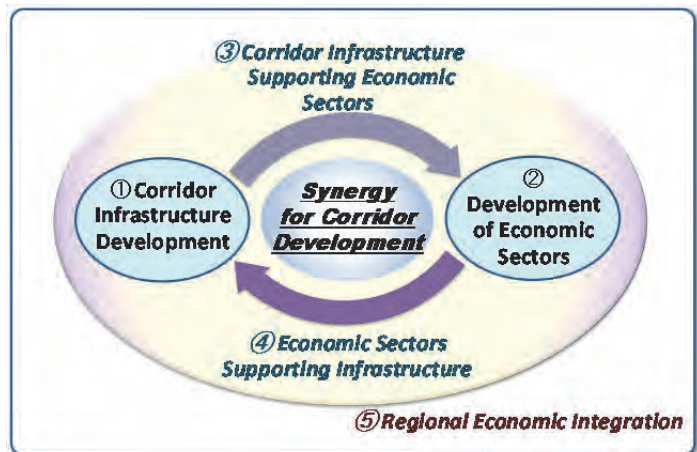 ③Corridor Infrastructure
Supporting Economic
Sectors
①Corridor
Infrastructure
Development
Synergy
for Corridor
Development
②
Development
of Economic
Sectors
④Economic Sectors
Supporting Infrastructure
⑤Regional Economic Integration